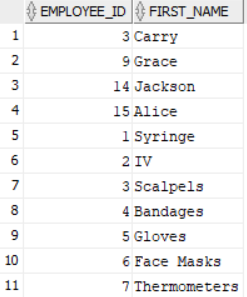 EMPLOYEE_ID FIRST_NAME
1 3 Carry
2 9 Grace
3 14 Jackson
4 15 Alice
5 1 Syringe
6 2 IV
7 3 Scalpels
8 4 Bandages
9 5 Gloves
10 6 Face Masks
11 7 Thermometers